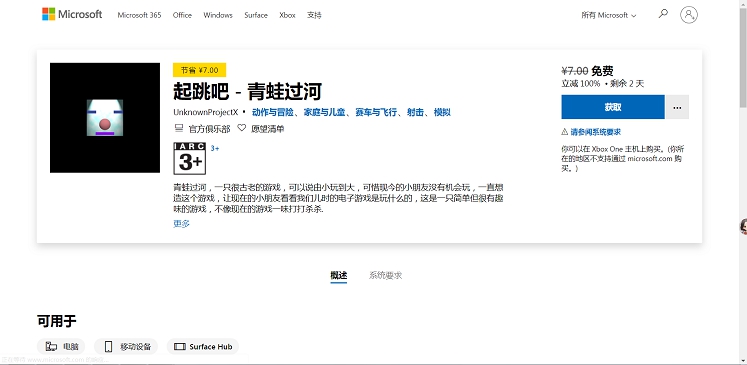 Microsoft Microsoft 365 Office Windows Surface Xbox 支持 所有 Microsoft
节省 ¥7.00
起跳吧 - 青蛙过河
UnknownProjectX • 动作与冒险、家庭与儿童、赛车与飞行、射击、模拟
官方俱乐部 愿望清单
IARC
3+
3+
青蛙过河，一只很古老的游戏，可以说由小玩到大，可惜现今的小朋友没有机会玩，一直想
造这个游戏，让现在的小朋友看看我们儿时的电子游戏是玩什么的，这是一只简单但很有趣
味的游戏，不像现在的游戏一味打打杀杀.
更多
¥7.00 免费
立减 100% • 剩余 2 天
获取
⚠ 请参阅系统要求
你可以在 Xbox One 主机上购买。(你所
在的地区不支持通过 microsoft.com 购
买。)
概述 系统要求
可用于
电脑 移动设备 Surface Hub